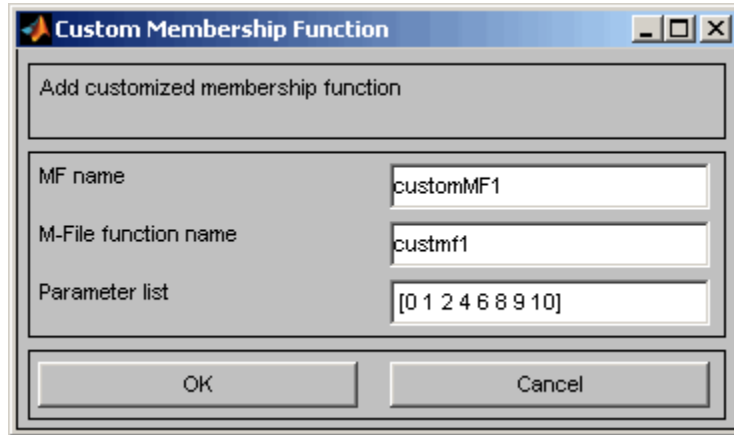 Custom Membership Function
Add customized membership function
MF name
customMF1
M-File function name
custmf1
Parameter list
[0 1 2 4 6 8 9 10]
OK
Cancel